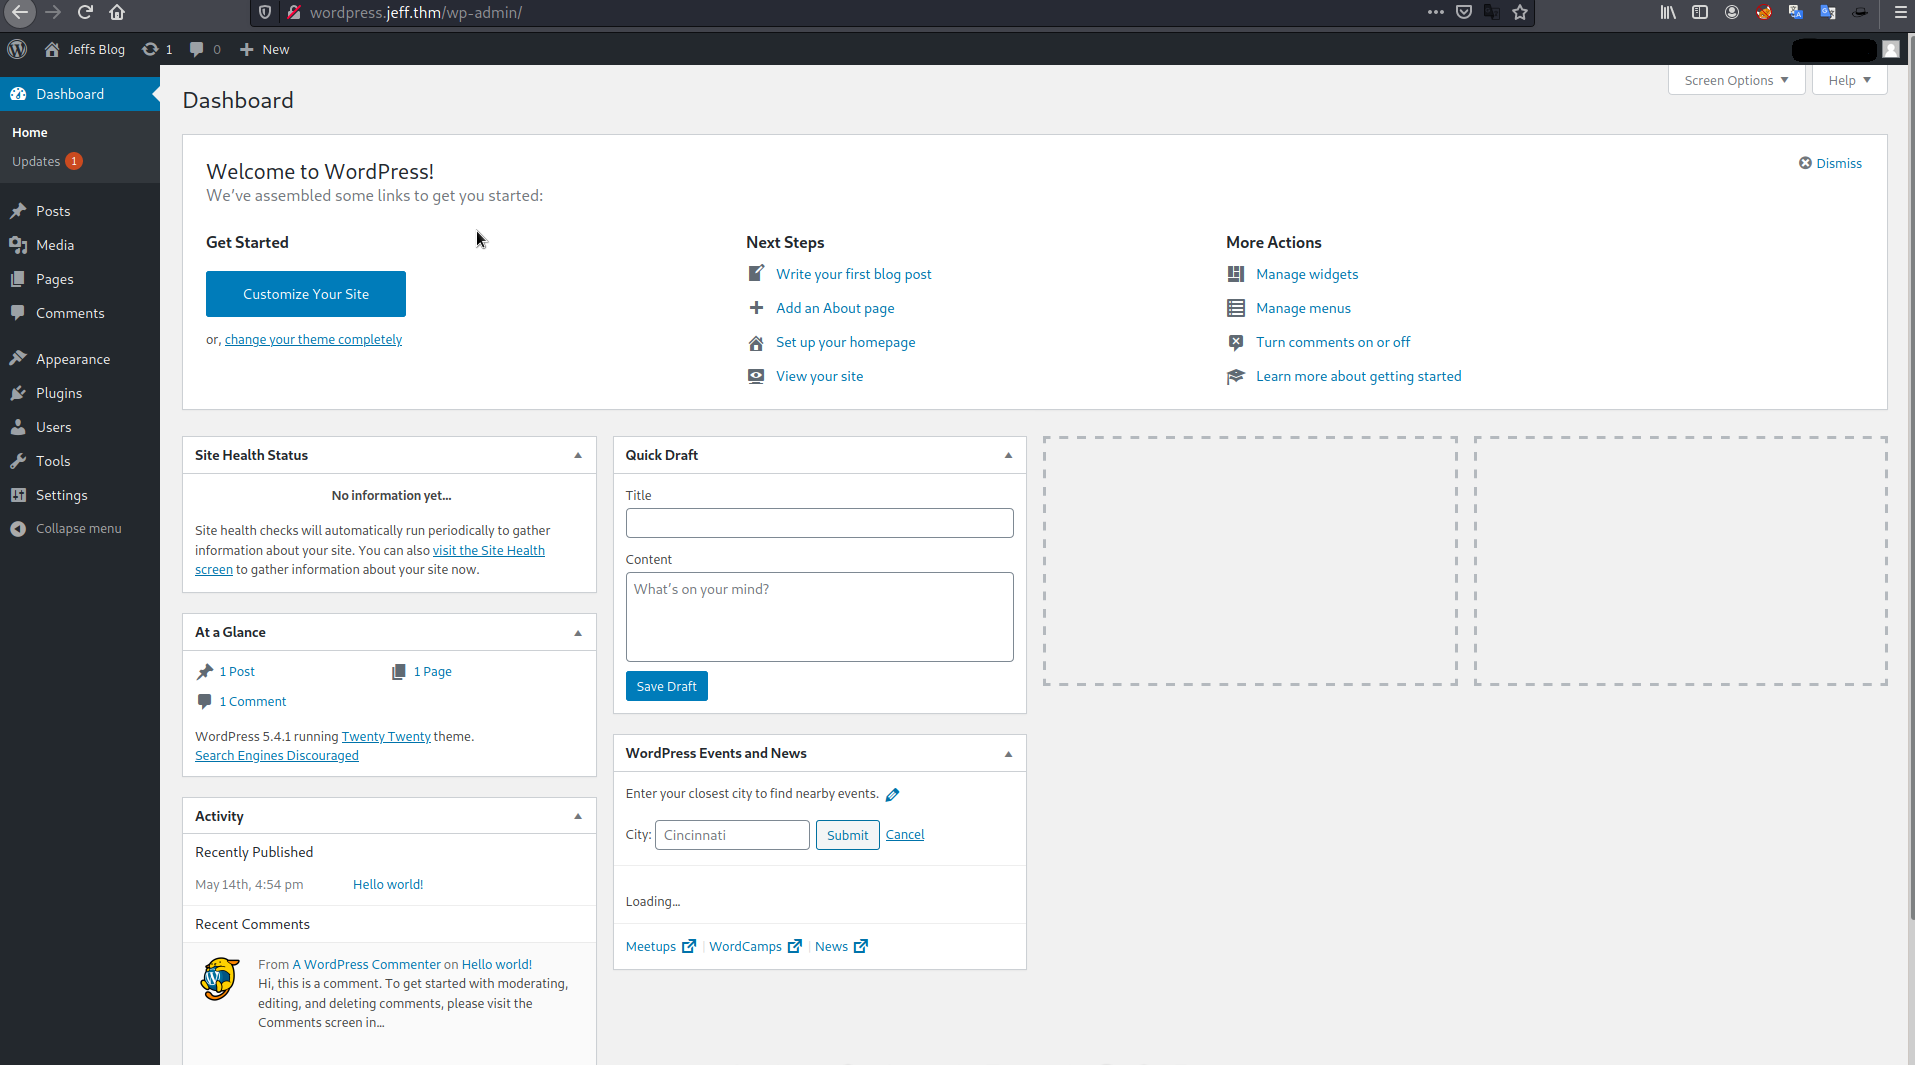 wordpress.jeff.thm/wp-admin/
Jeffs Blog 1 0 New
Dashboard
Home
Updates 1
Posts
Media
Pages
Comments
Appearance
Plugins
Users
Tools
Settings
Collapse menu
Screen Options Help
Dashboard
Welcome to WordPress!
We've assembled some links to get you started:
Dismiss
Get Started
Customize Your Site
or, change your theme completely
Next Steps
Write your first blog post
Add an About page
Set up your homepage
View your site
More Actions
Manage widgets
Manage menus
Turn comments on or off
Learn more about getting started
Site Health Status
No information yet...
Site health checks will automatically run periodically to gather
information about your site. You can also visit the Site Health
screen to gather information about your site now.
At a Glance
1 Post 1 Page
1 Comment
WordPress 5.4.1 running Twenty Twenty theme.
Search Engines Discouraged
Activity
Recently Published
May 14th, 4:54 pm Hello world!
Recent Comments
From A WordPress Commenter on Hello world!
Hi, this is a comment. To get started with moderating,
editing, and deleting comments, please visit the
Comments screen in...
Quick Draft
Title
Content
What's on your mind?
Save Draft
WordPress Events and News
Enter your closest city to find nearby events.
City: Cincinnati Submit Cancel
Loading...
Meetups | WordCamps | News